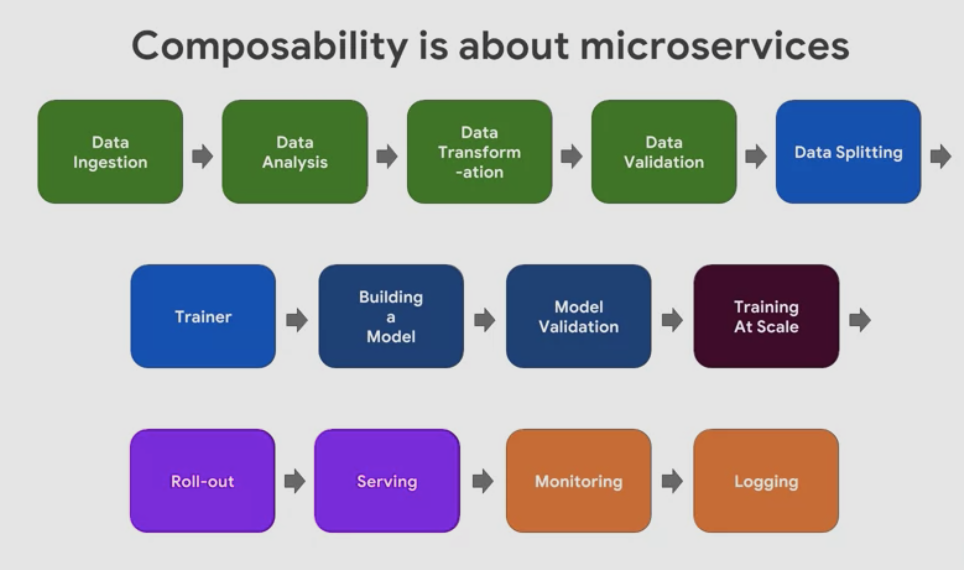 Composability is about microservices
Data
Ingestion
Data
Analysis
Data
Transform
-ation
Data
Validation
Data Splitting
Trainer
Building
a
Model
Model
Validation
Training
At Scale
Roll-out
Serving
Monitoring
Logging